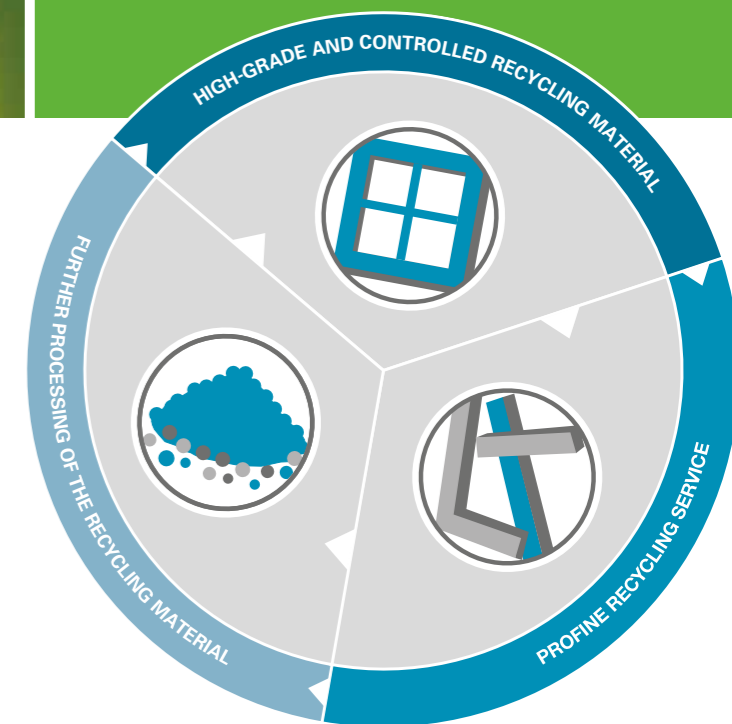 HIGH-GRADE AND CONTROLLED RECYCLING MATERIAL
PROFINE RECYCLING SERVICE
FURTHER PROCESSING OF THE RECYCLING MATERIAL